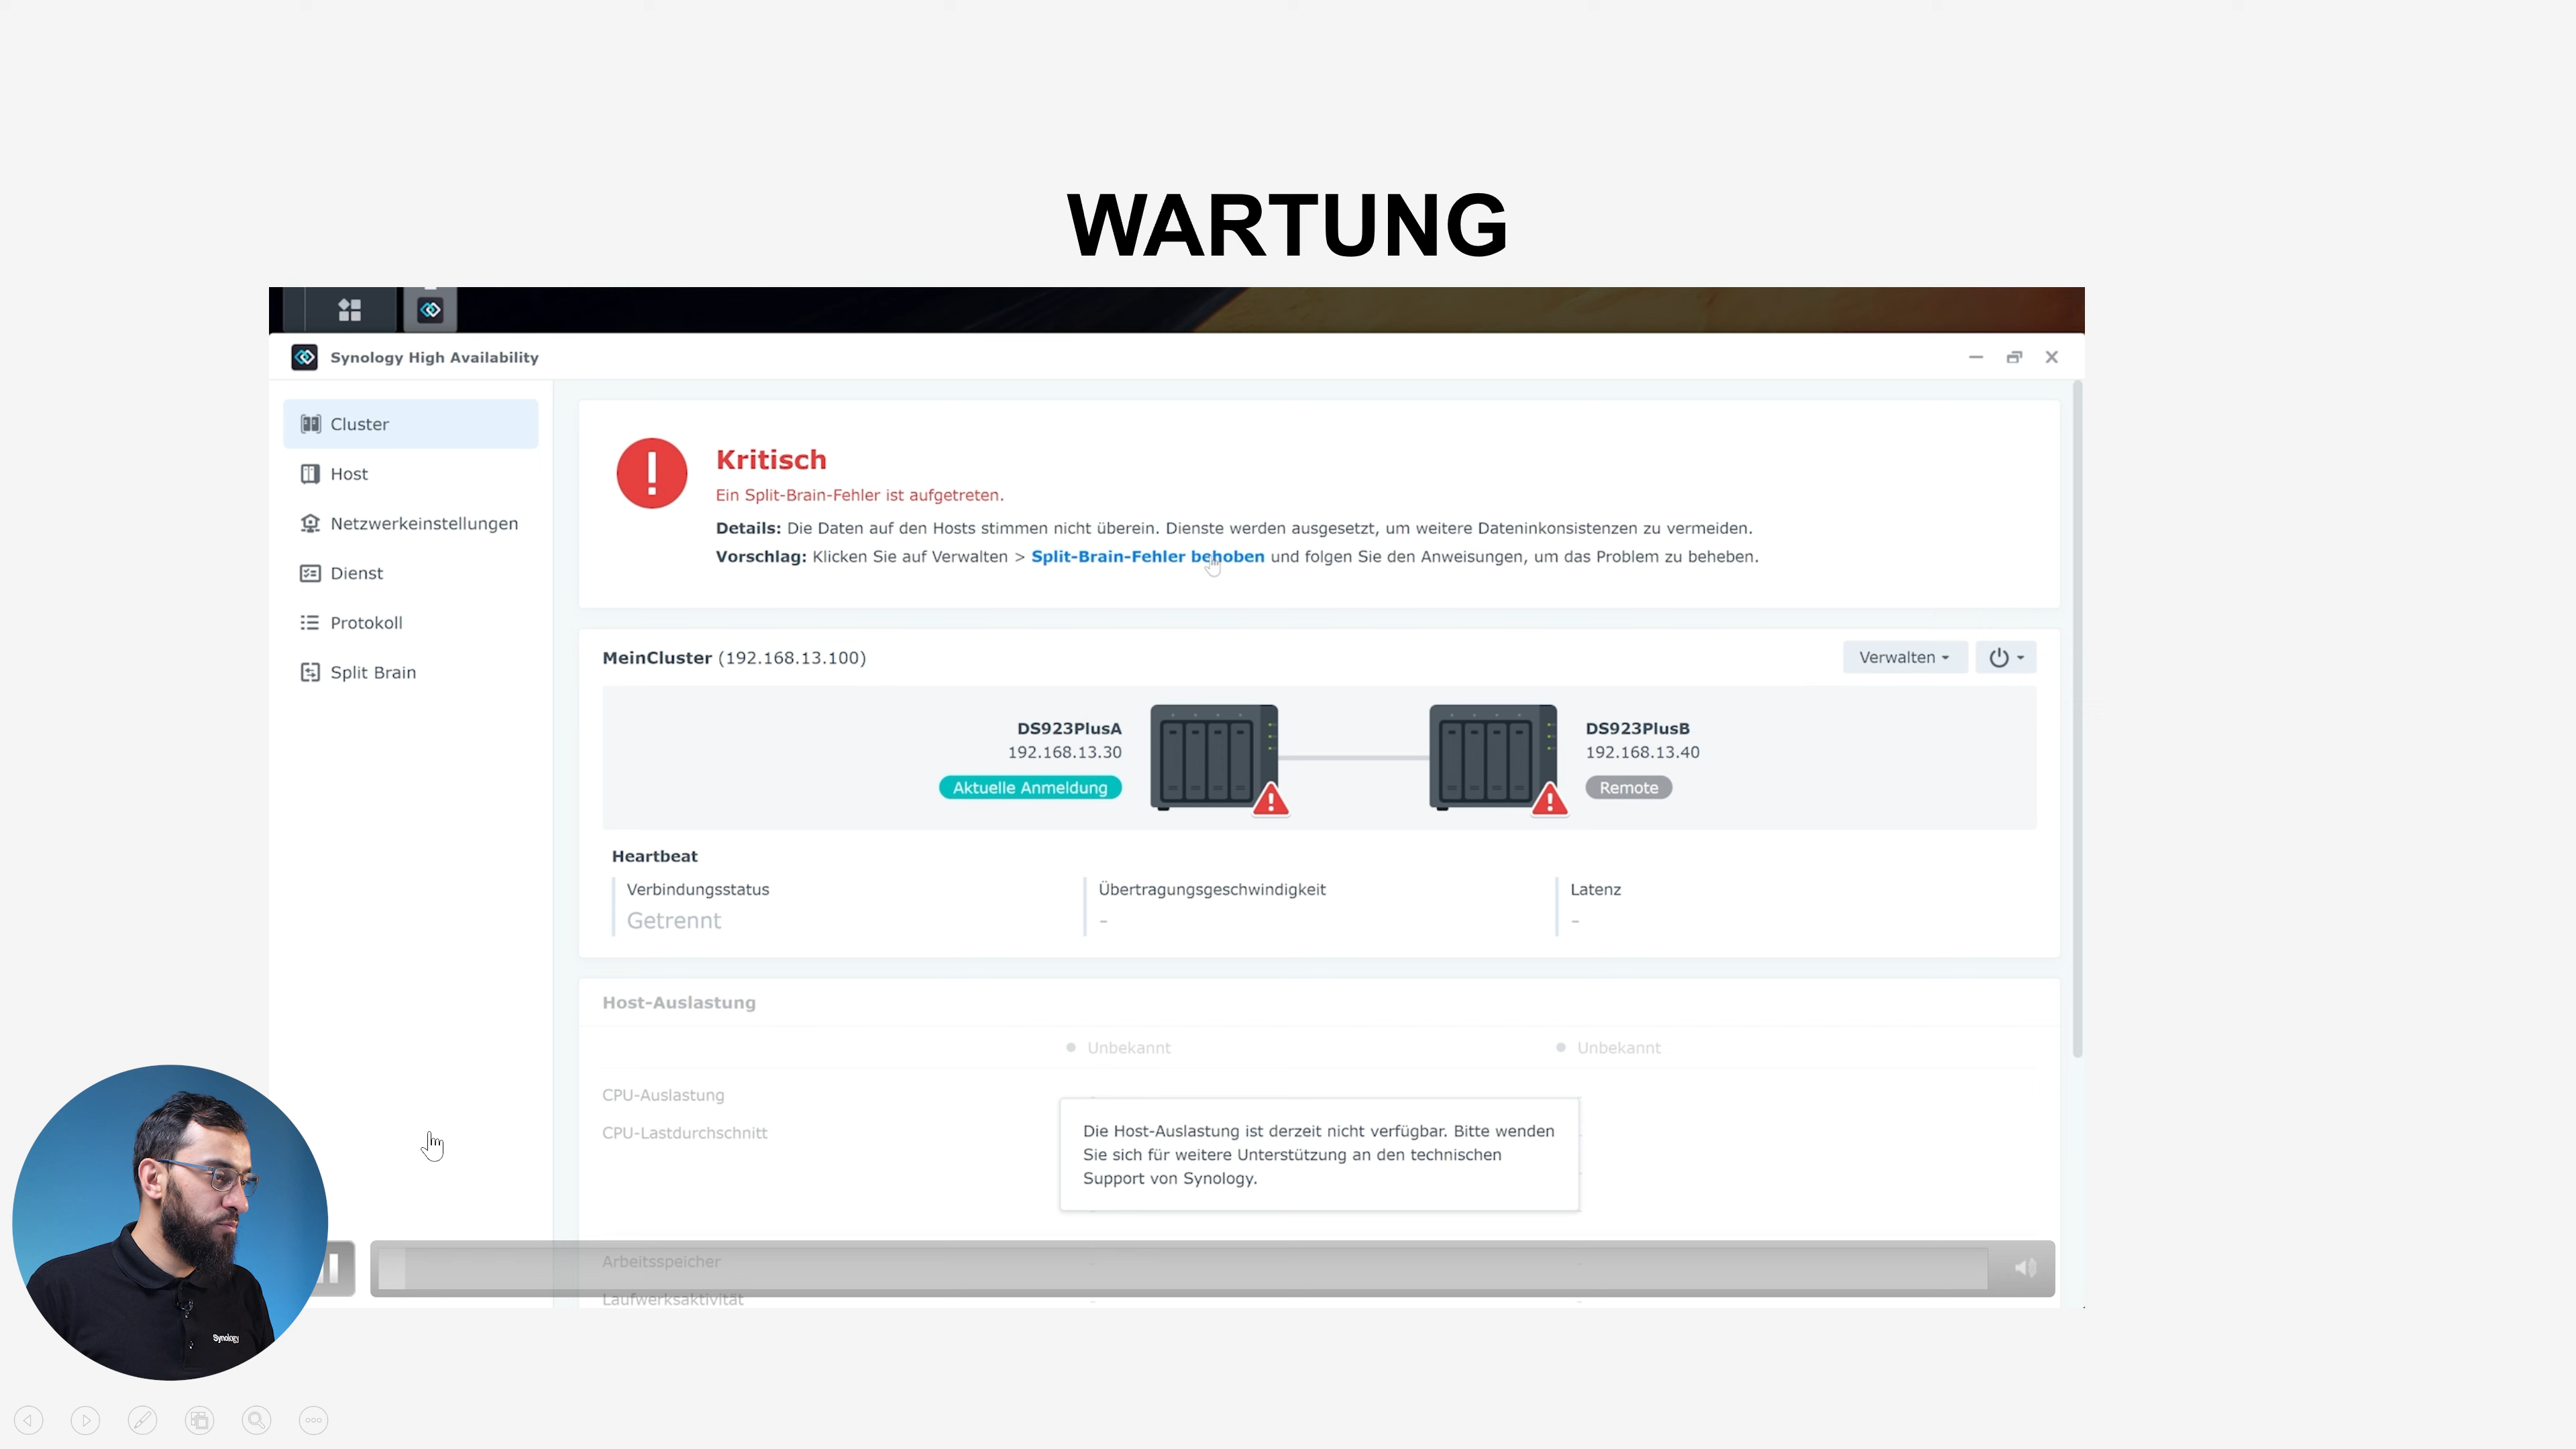 WARTUNG
Synology High Availability
Cluster
Host
Netzwerkeinstellungen
Dienst
Protokoll
Split Brain
Kritisch
Ein Split-Brain-Fehler ist aufgetreten.
Details: Die Daten auf den Hosts stimmen nicht überein. Dienste werden ausgesetzt, um weitere Dateninkonsistenzen zu vermeiden.
Vorschlag: Klicken Sie auf Verwalten > Split-Brain-Fehler behoben und folgen Sie den Anweisungen, um das Problem zu beheben.
MeinCluster (192.168.13.100)
Verwalten
DS923PlusA
192.168.13.30
Aktuelle Anmeldung
DS923PlusB
192.168.13.40
Remote
Heartbeat
Verbindungsstatus
Getrennt
Übertragungsgeschwindigkeit
-
Latenz
-
Host-Auslastung
Unbekannt
Unbekannt
CPU-Auslastung
CPU-Lastdurchschnitt
Die Host-Auslastung ist derzeit nicht verfügbar. Bitte wenden
Sie sich für weitere Unterstützung an den technischen
Support von Synology.
Arbeitsspeicher
Laufwerksaktivität
Synology